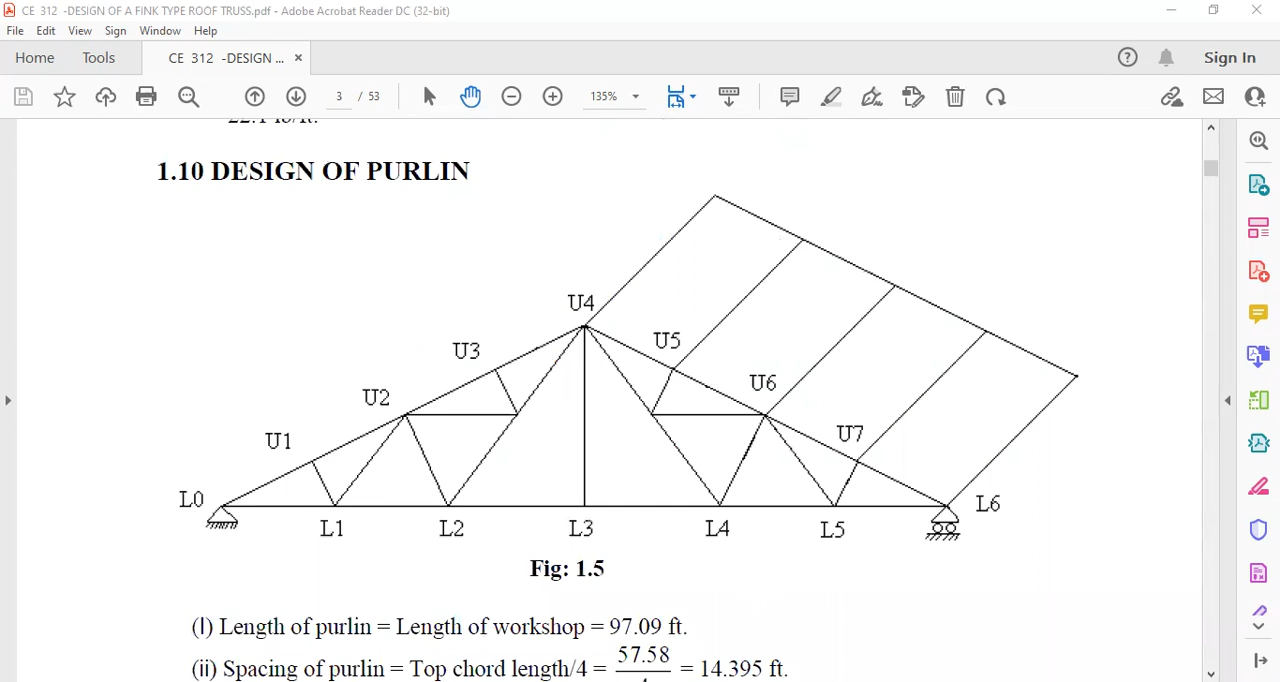 CE 312 -DESIGN OF A FINK TYPE ROOF TRUSS.pdf - Adobe Acrobat Reader DC (32-bit)
File Edit View Sign Window Help
Home Tools CE 312 -DESIGN ... × Sign In
3 / 53 135%
1.10 DESIGN OF PURLIN
U4
U3 U5
U2 U6
U1 U7
L0 L6
L1 L2 L3 L4 L5
Fig: 1.5
(I) Length of purlin = Length of workshop = 97.09 ft.
(ii) Spacing of purlin = Top chord length/4 = 57.58 = 14.395 ft.